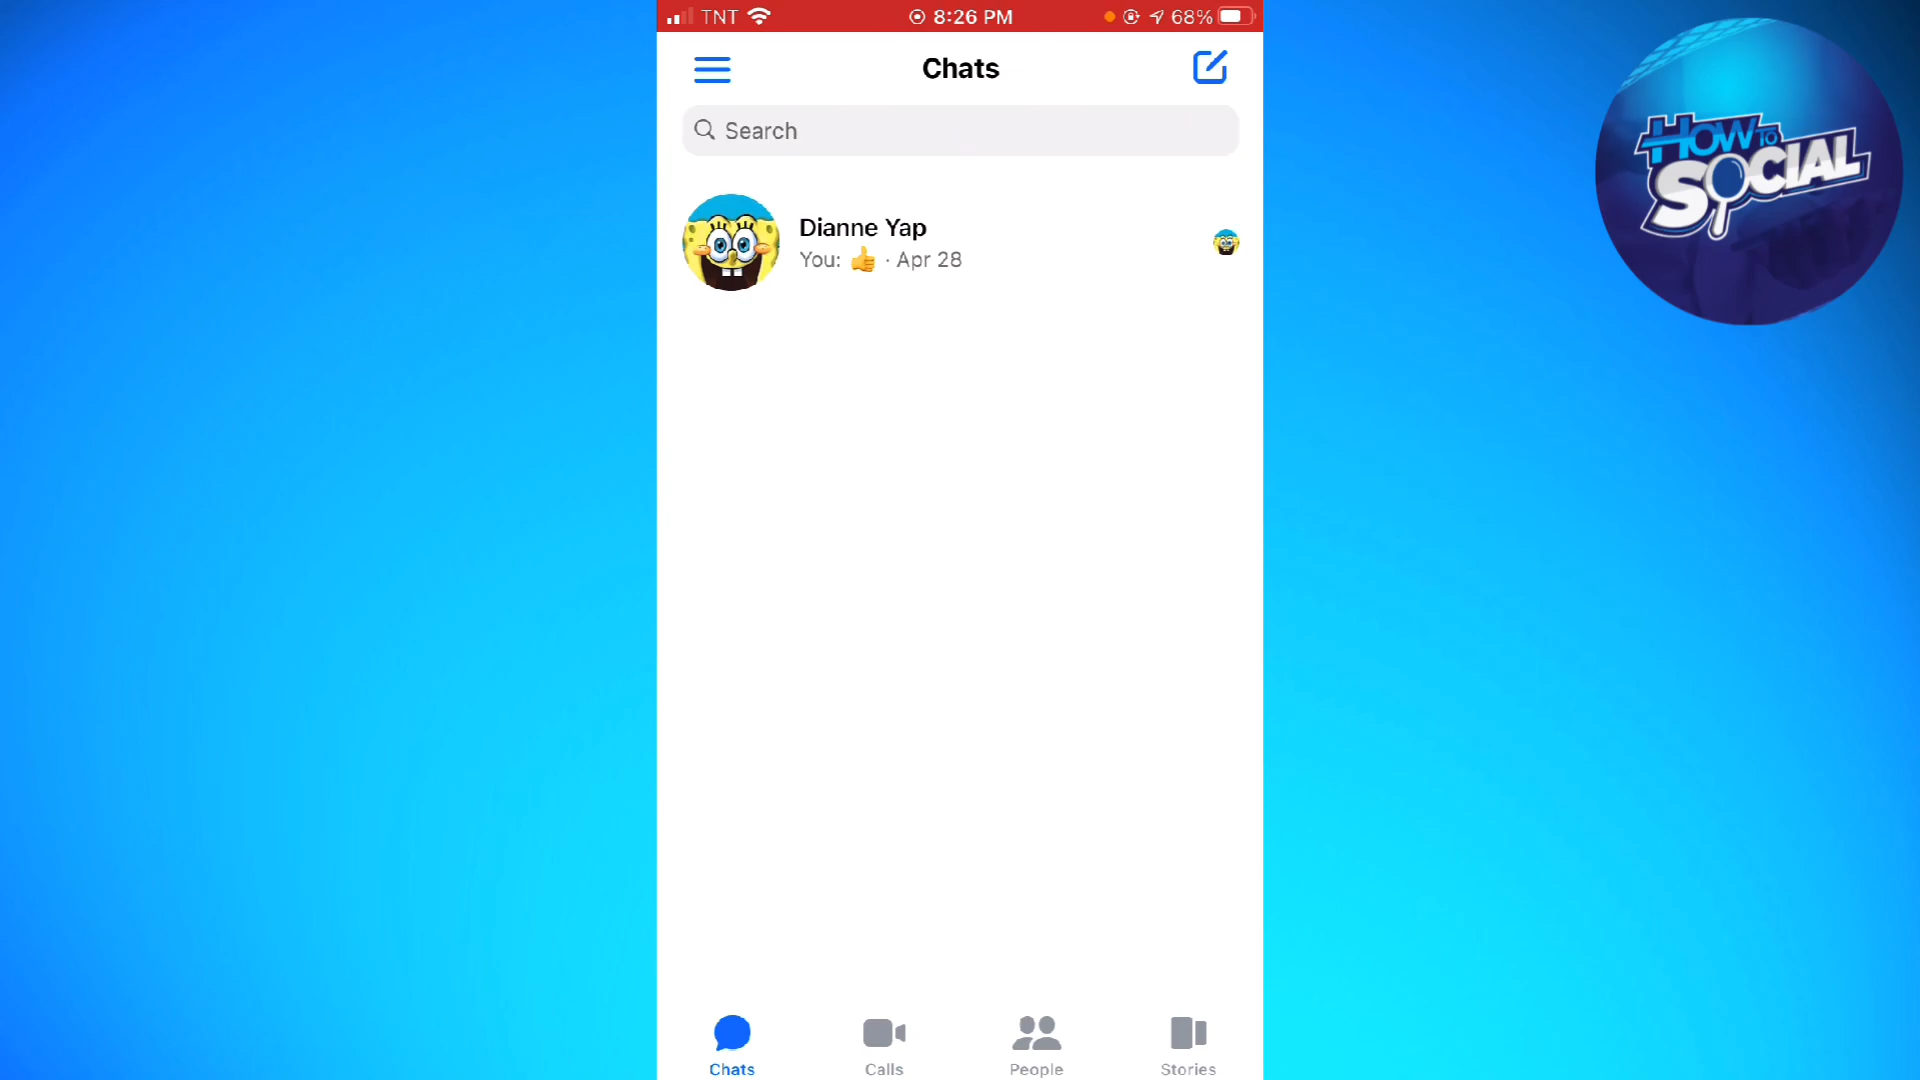 TNT 8:26 PM 68%
Chats
Search
Dianne Yap
You: 👍 · Apr 28
HOW TO
SOCIAL
Chats Calls People Stories